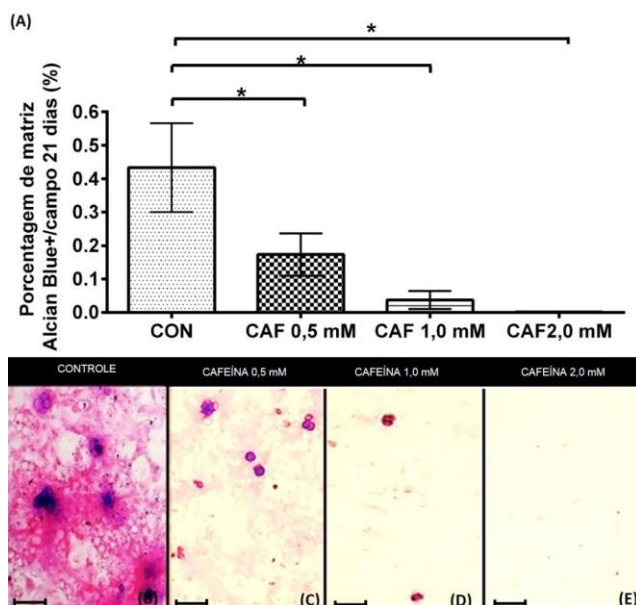 (A)
*
*
*
Porcentagem de matriz
Alcian Blue+/campo 21 dias (%)
0.6
0.5
0.4
0.3
0.2
0.1
0.0
CON CAF 0,5 mM CAF 1,0 mM CAF2,0 mM
CONTROLE CAFEÍNA 0,5 mM CAFEÍNA 1,0 mM CAFEÍNA 2,0 mM
(B) (C) (D) (E)